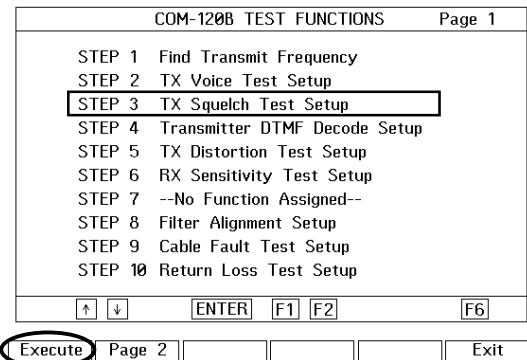 COM-120B TEST FUNCTIONS Page 1
STEP 1 Find Transmit Frequency
STEP 2 TX Voice Test Setup
STEP 3 TX Squelch Test Setup
STEP 4 Transmitter DTMF Decode Setup
STEP 5 TX Distortion Test Setup
STEP 6 RX Sensitivity Test Setup
STEP 7 --No Function Assigned--
STEP 8 Filter Alignment Setup
STEP 9 Cable Fault Test Setup
STEP 10 Return Loss Test Setup
↑ ↓ ENTER F1 F2 F6
Execute Page 2 Exit